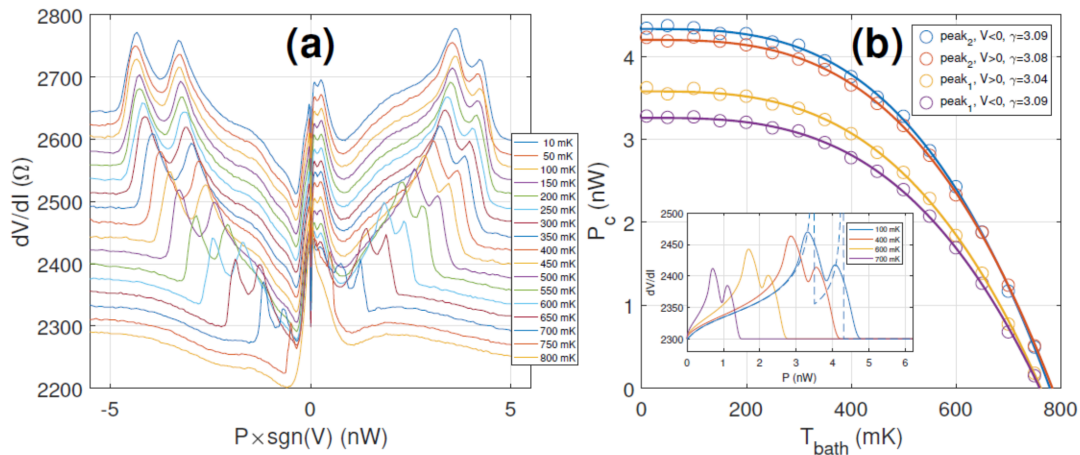 (a)
2800
2700
2600
2500
2400
2300
2200
dV/dI (Ω)
-5
0
5
P×sgn(V) (nW)
10 mK
50 mK
100 mK
150 mK
200 mK
250 mK
300 mK
350 mK
400 mK
450 mK
500 mK
550 mK
600 mK
650 mK
700 mK
750 mK
800 mK
(b)
4
3
2
1
0
P_c (nW)
0
200
400
600
800
T_bath (mK)
peak₂, V<0, γ=3.09
peak₂, V>0, γ=3.08
peak₁, V>0, γ=3.04
peak₁, V<0, γ=3.09
2500
2450
2400
2350
2300
dV/dI
0
1
2
3
4
5
6
P (nW)
100 mK
400 mK
600 mK
700 mK